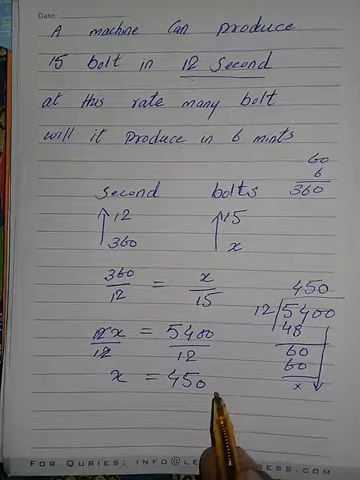 Date:
A machine can produce
15 bolt in 12 second
at this rate many bolt
will it produce in 6 mints
60
6
360
second bolts
12 15
360 x
360/12 = x/15
12x/12 = 5400/12
x = 450
450
12 5400
48
60
60
x
FOR QURIES: INFO@LE
ESS.COM